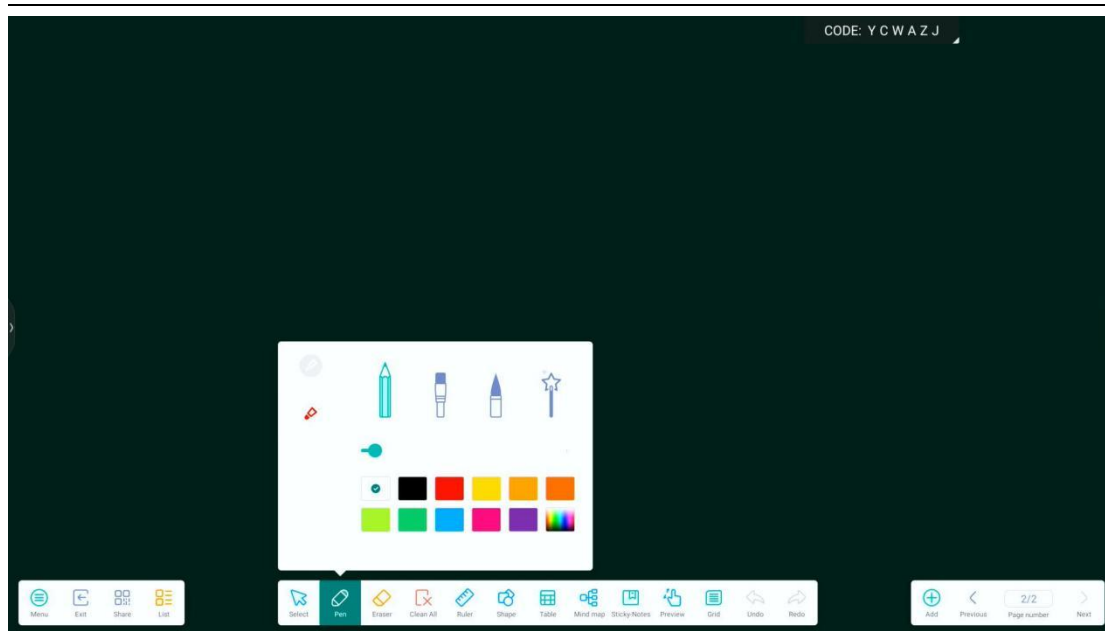 CODE: Y C W A Z J
Menu Exit Share List
Select Pen Eraser Clean All Ruler Shape Table Mind map Sticky Notes Preview Grid Undo Redo
2/2
Add Previous Page number Next